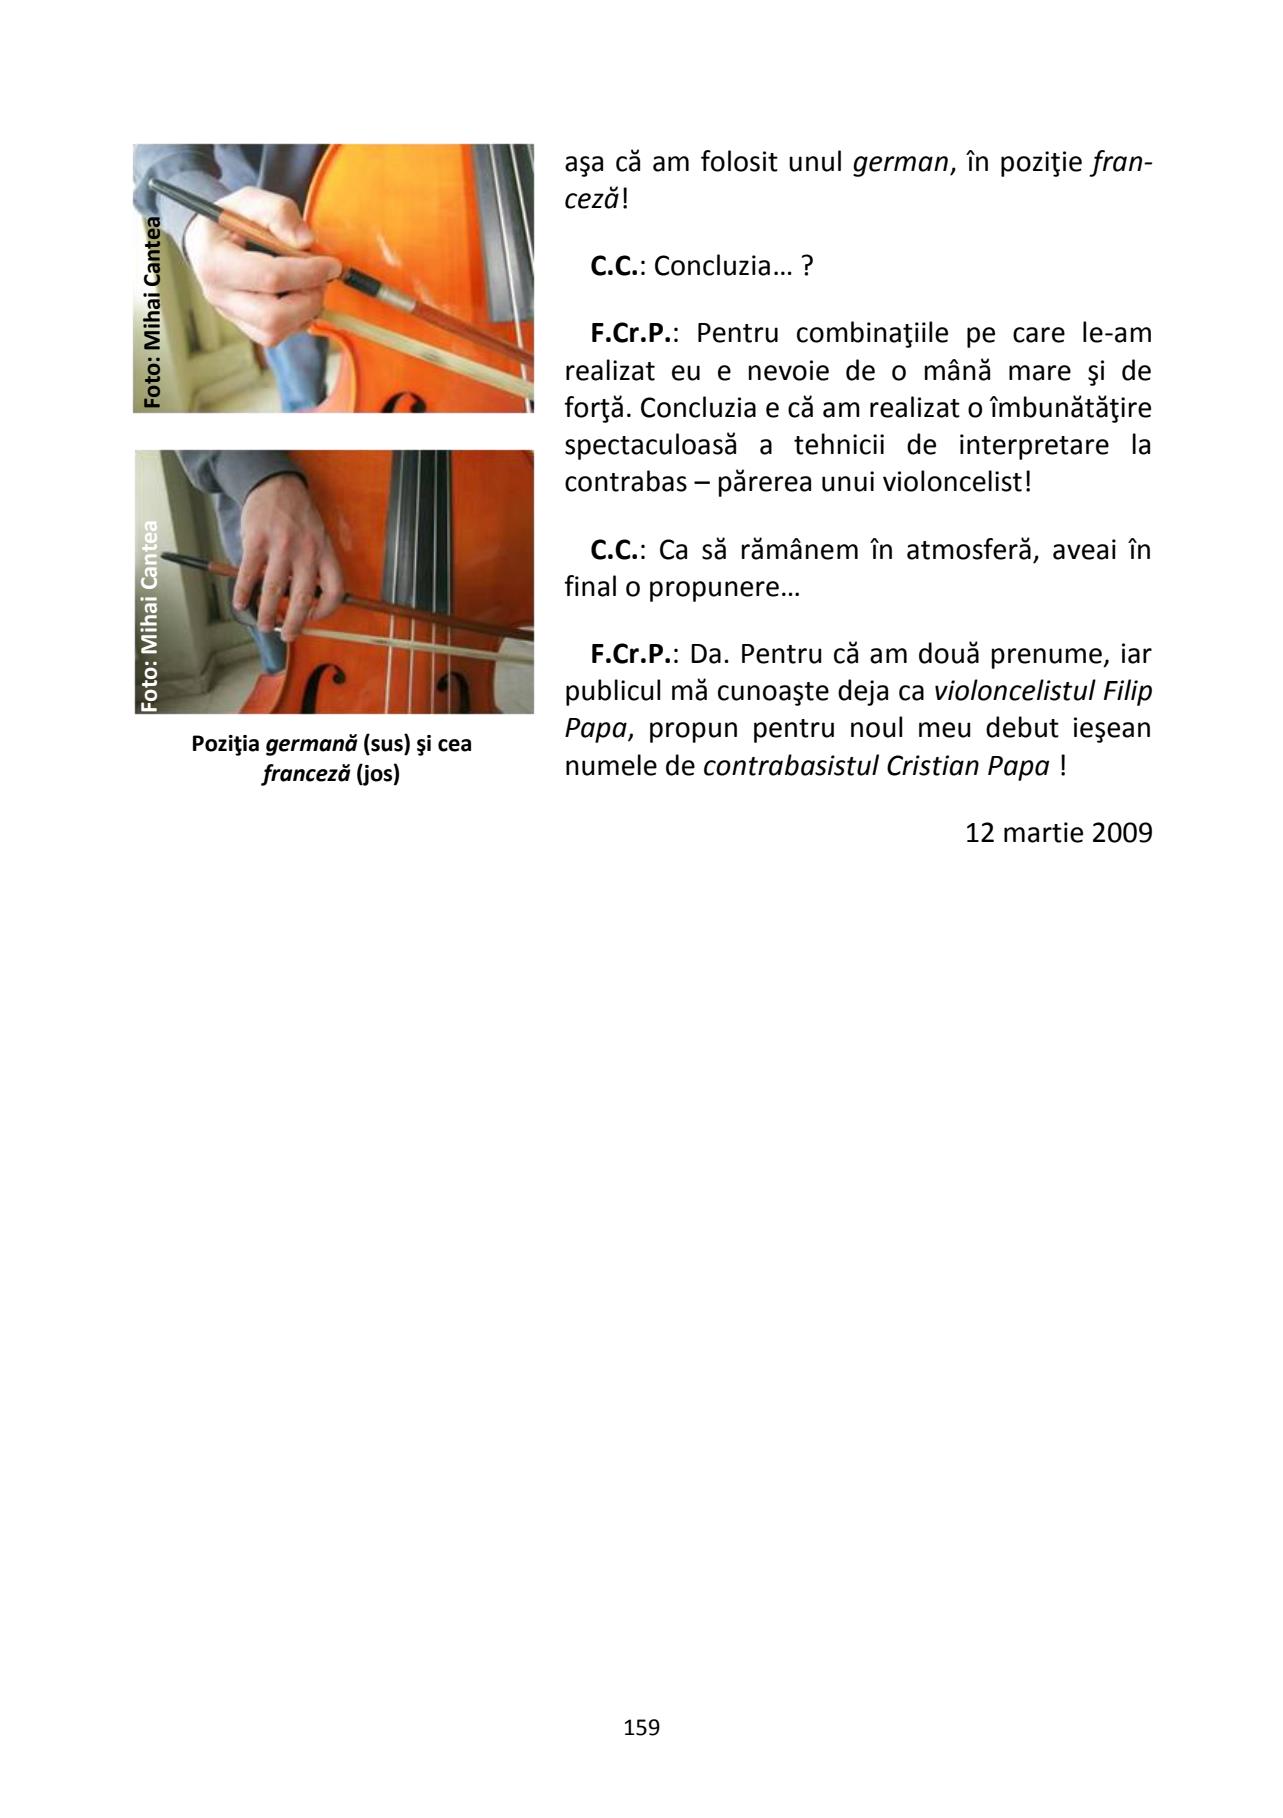 Foto: Mihai Cantea
Foto: Mihai Cantea
Poziţia germană (sus) şi cea
franceză (jos)
aşa că am folosit unul german, în poziţie fran-
ceză!
C.C.: Concluzia… ?
F.Cr.P.: Pentru combinaţiile pe care le-am
realizat eu e nevoie de o mână mare şi de
forţă. Concluzia e că am realizat o îmbunătăţire
spectaculoasă a tehnicii de interpretare la
contrabas – părerea unui violoncelist!
C.C.: Ca să rămânem în atmosferă, aveai în
final o propunere…
F.Cr.P.: Da. Pentru că am două prenume, iar
publicul mă cunoaşte deja ca violoncelistul Filip
Papa, propun pentru noul meu debut ieşean
numele de contrabasistul Cristian Papa !
12 martie 2009
159